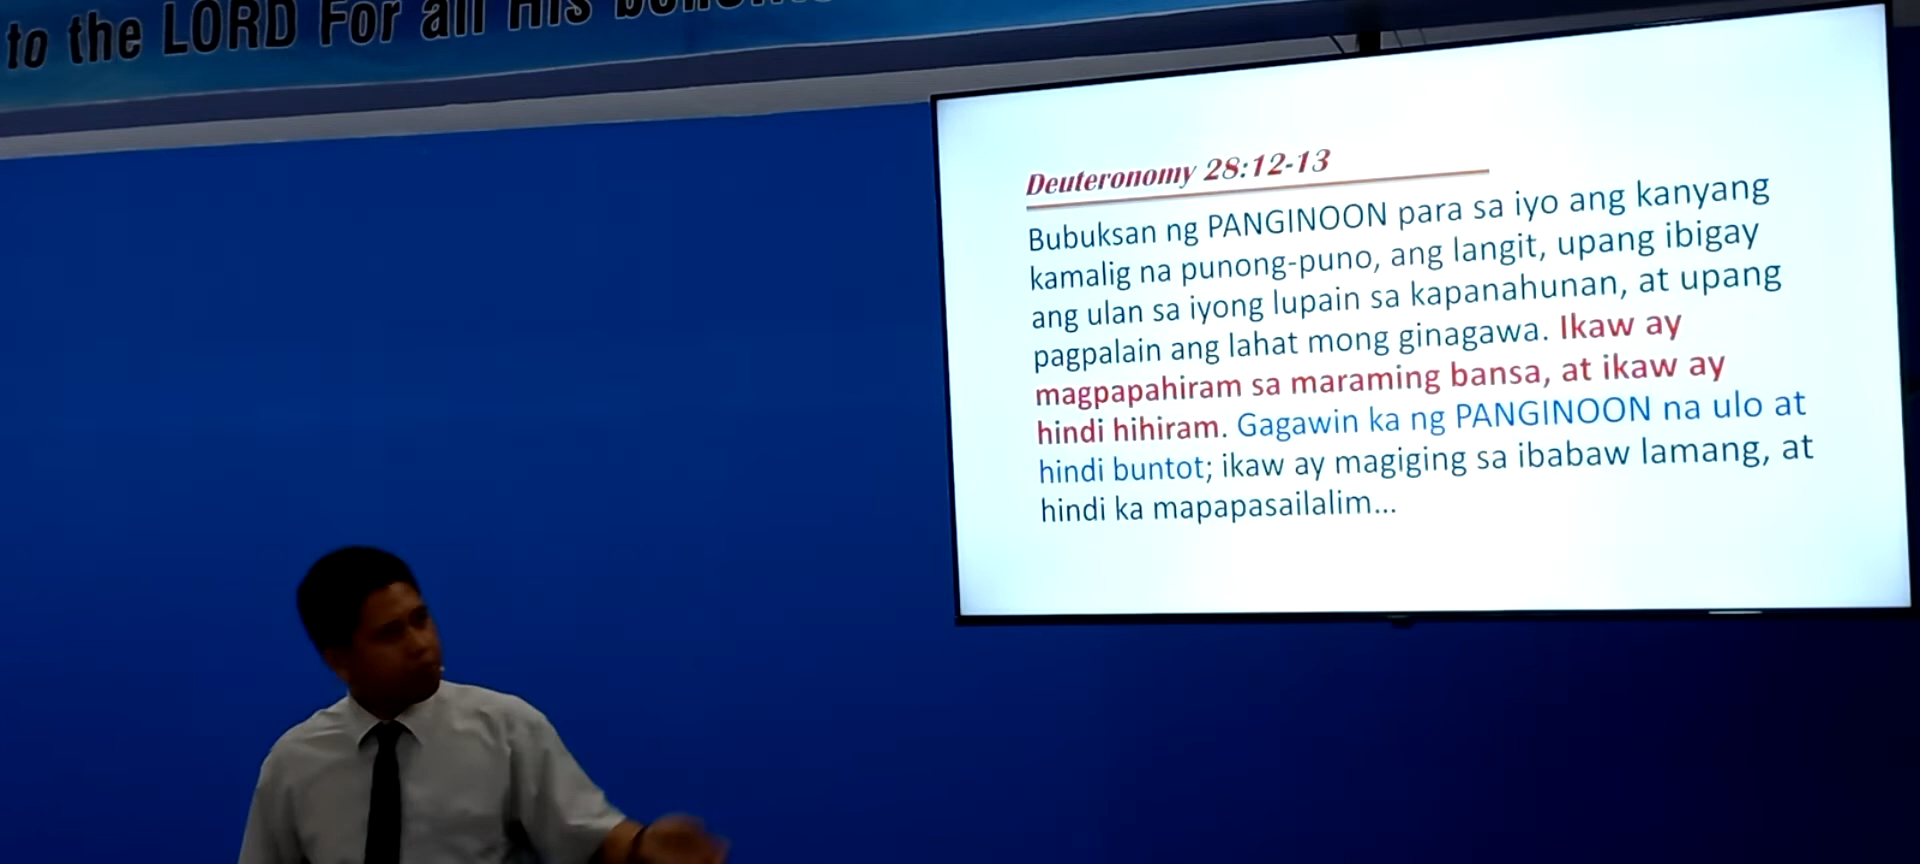 to the LORD For all His
Deuteronomy 28:12-13
Bubuksan ng PANGINOON para sa iyo ang kanyang
kamalig na punong-puno, ang langit, upang ibigay
ang ulan sa iyong lupain sa kapanahunan, at upang
pagpalain ang lahat mong ginagawa. Ikaw ay
magpapahiram sa maraming bansa, at ikaw ay
hindi hihiram. Gagawin ka ng PANGINOON na ulo at
hindi buntot; ikaw ay magiging sa ibabaw lamang, at
hindi ka mapapasailalim...